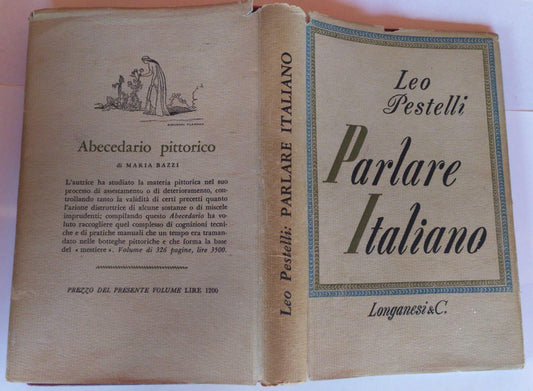 Abecedario pittorico
di MARIA BAZZI
L'autrice ha studiato la materia pittorica nel suo
processo di assestamento o di deterioramento, con-
trollando tanto la validità di certi precetti quanto
l'azione distruttrice di alcune sostanze o di miscele
imprudenti; compilando questo Abecedario ha vo-
luto raccogliere quel complesso di cognizioni tecni-
che e di pratiche manuali che un tempo era traman-
dato nelle botteghe pittoriche e che forma la base
del « mestiere ». Volume di 326 pagine, lire 3500.
PREZZO DEL PRESENTE VOLUME LIRE 1200
Leo Pestelli: PARLARE ITALIANO
Leo
Pestelli
Parlare
Italiano
Longanesi & C.